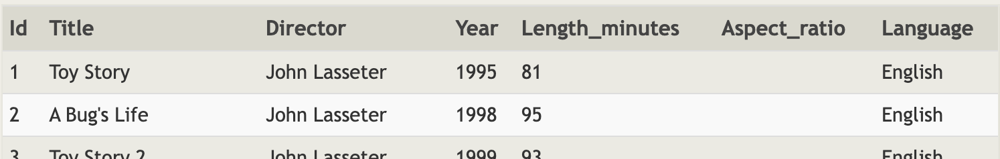 Id Title Director Year Length_minutes Aspect_ratio Language
1 Toy Story John Lasseter 1995 81 English
2 A Bug's Life John Lasseter 1998 95 English
3 Toy Story 2 John Lasseter 1999 93 English